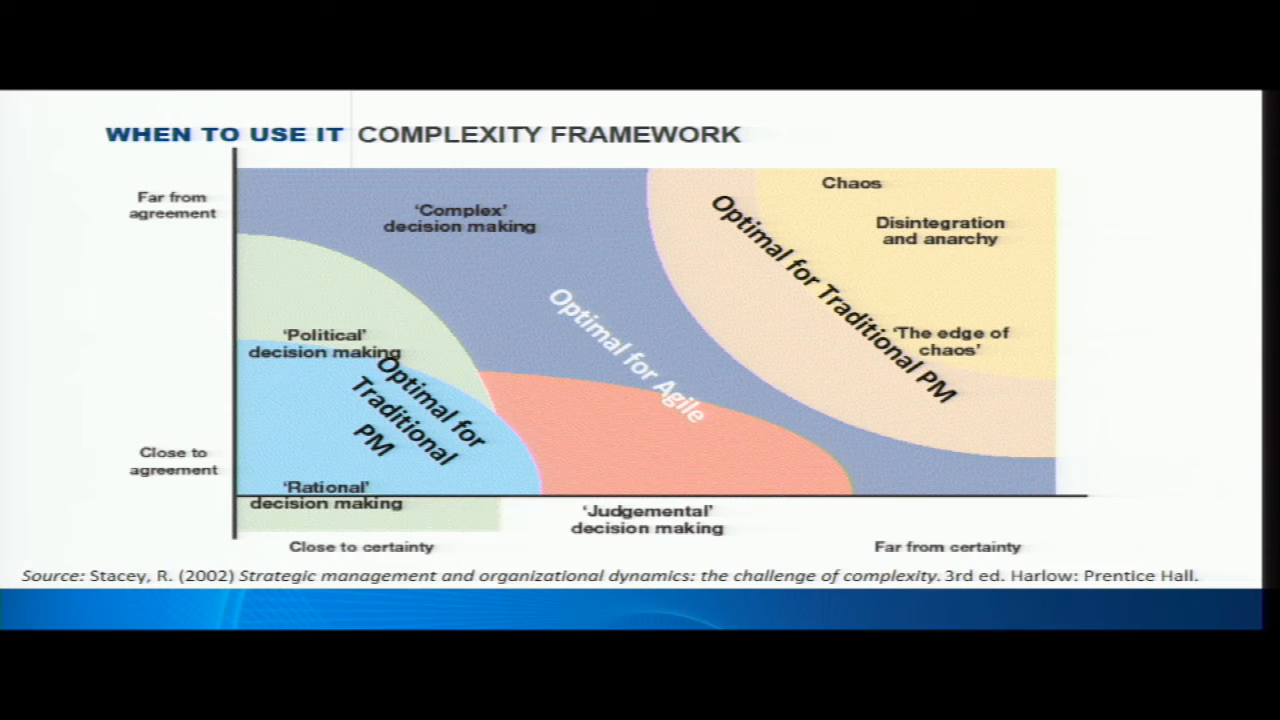 WHEN TO USE IT COMPLEXITY FRAMEWORK
Far from
agreement
'Complex'
decision making
Chaos
Disintegration
and anarchy
'The edge of
chaos'
Optimal for Traditional PM
Optimal for Agile
'Political'
decision making
Optimal for
Traditional
PM
Close to
agreement
'Rational'
decision making
'Judgemental'
decision making
Close to certainty
Far from certainty
Source: Stacey, R. (2002) Strategic management and organizational dynamics: the challenge of complexity. 3rd ed. Harlow: Prentice Hall.